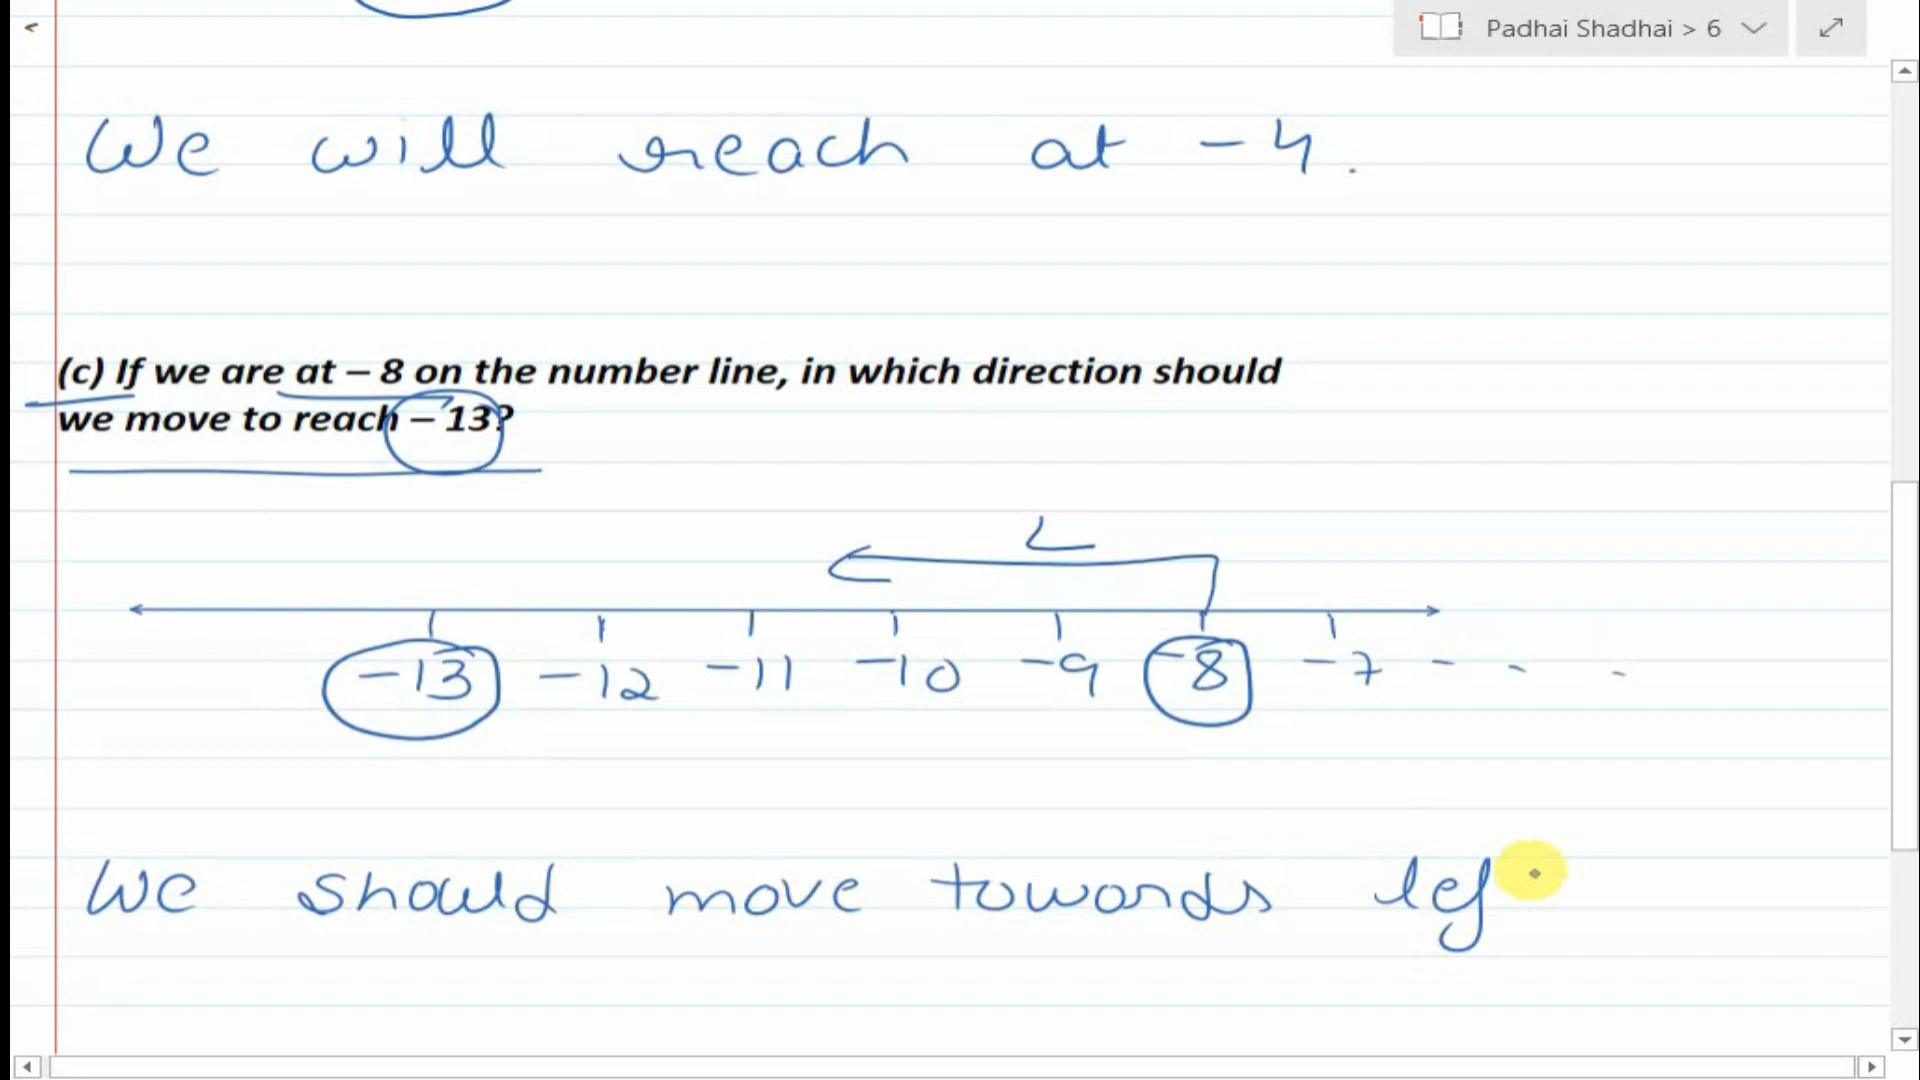 Padhai Shadhai > 6
We will reach at -4.
(c) If we are at – 8 on the number line, in which direction should
we move to reach – 13?
L
-13 -12 -11 -10 -9 -8 -7 - - -
We should move towards lef